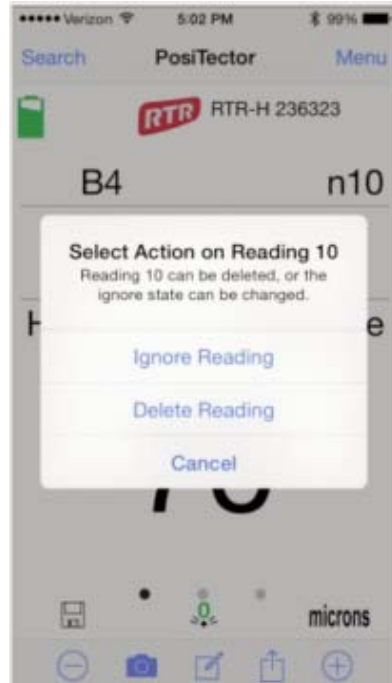 Verizon 5:02 PM 99%
Search PosiTector Menu
RTR RTR-H 236323
B4 n10
Select Action on Reading 10
Reading 10 can be deleted, or the
ignore state can be changed.
H e
Ignore Reading
Delete Reading
Cancel
0
microns